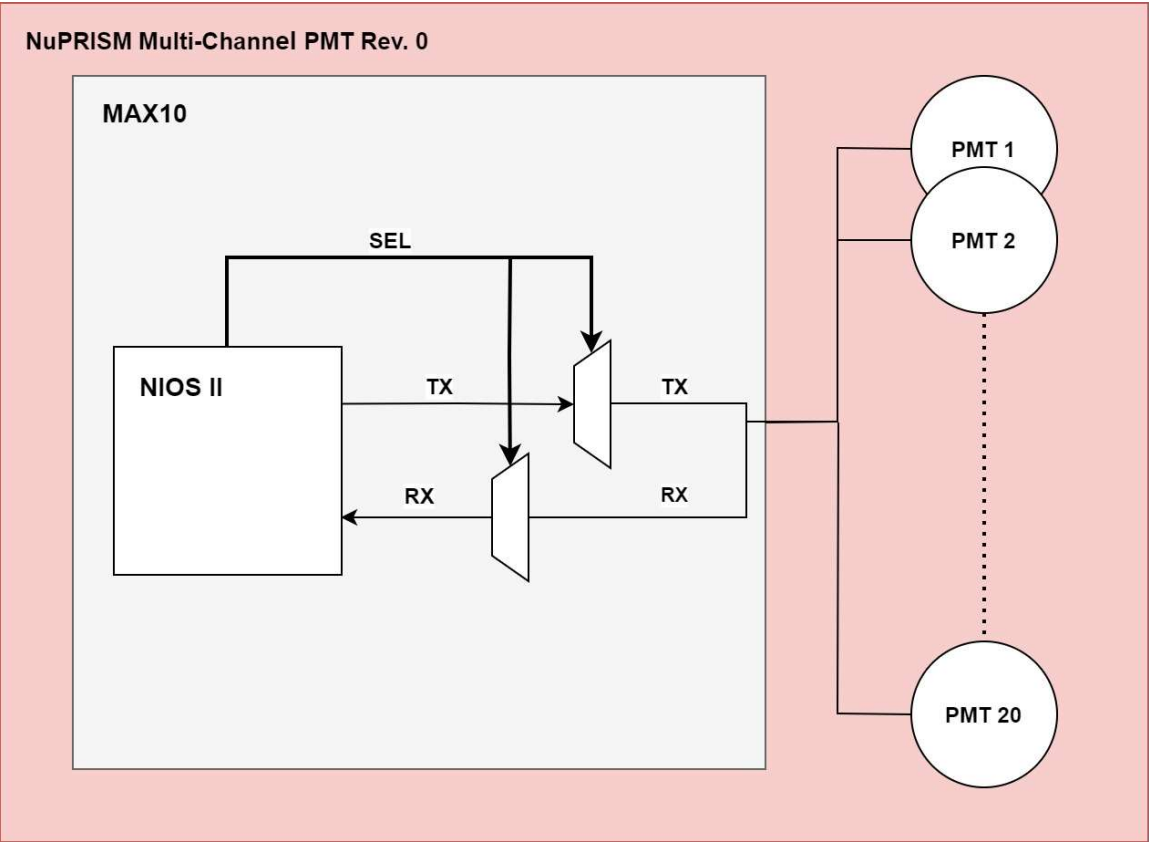 NuPRISM Multi-Channel PMT Rev. 0
MAX10
PMT 1
SEL
PMT 2
NIOS II
TX
TX
RX
RX
PMT 20